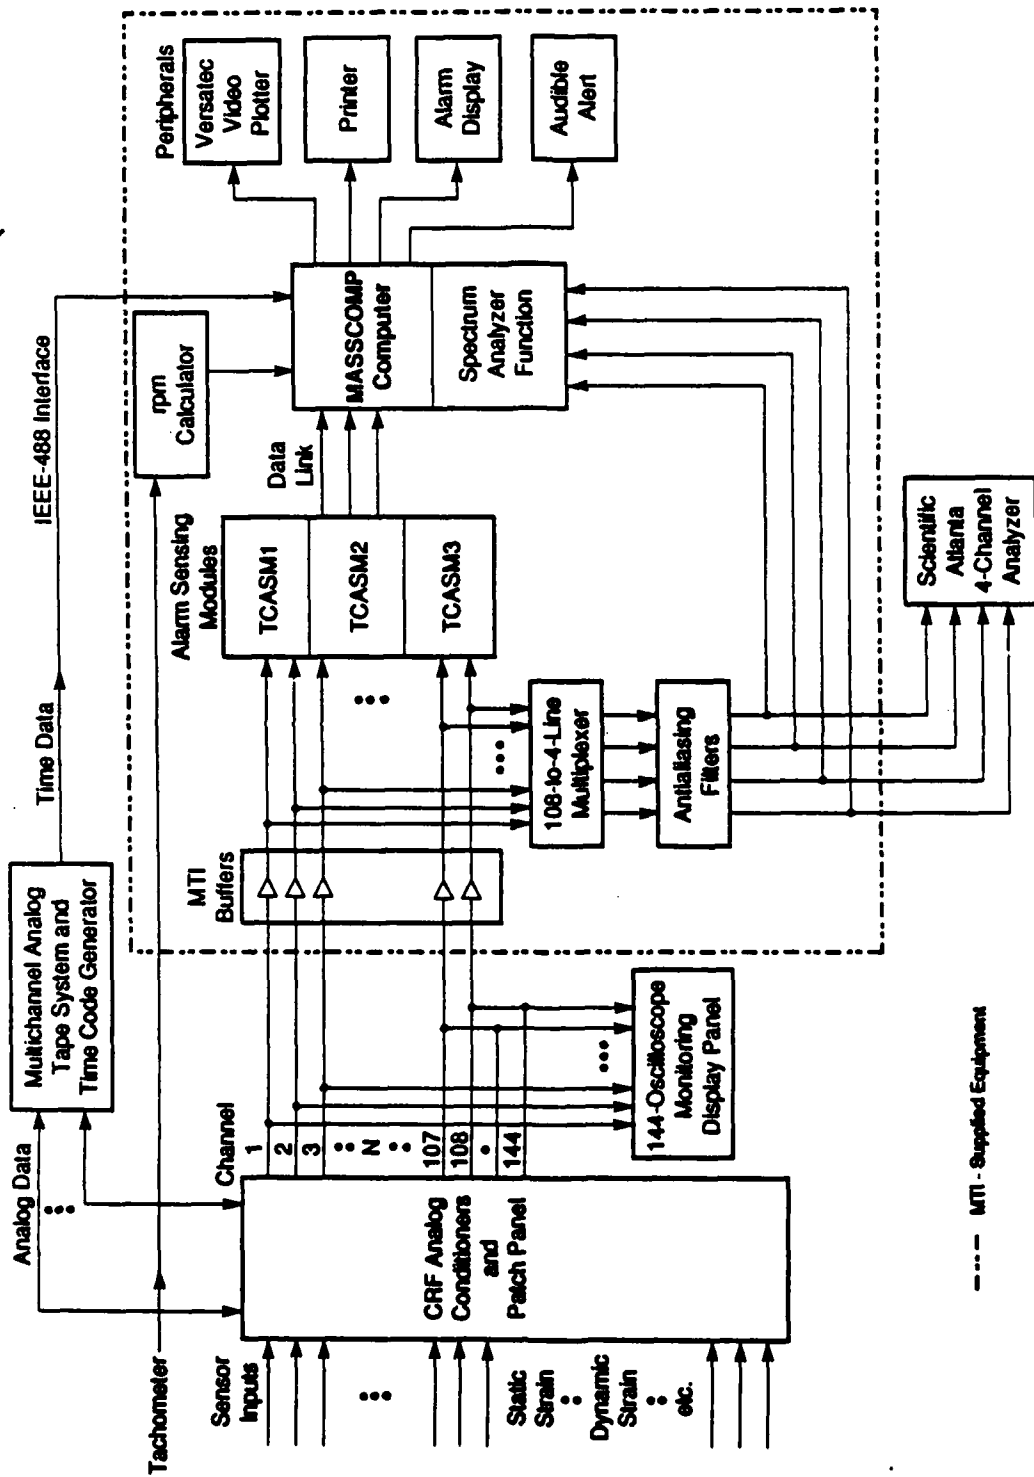 Multichannel Analog
Tape System and
Time Code Generator
Time Data
IEEE-488 Interface
Analog Data
Tachometer
rpm
Calculator
Sensor
Inputs
Static
Strain
Dynamic
Strain
etc.
CRF Analog
Conditioners
and
Patch Panel
Channel
1
2
3
N
107
108
144
144-Oscilloscope
Monitoring
Display Panel
MTI
Buffers
Alarm Sensing
Modules
TCASM1
TCASM2
TCASM3
108-to-4-Line
Multiplexer
Antialiasing
Filters
Data
Link
MASSCOMP
Computer
Spectrum
Analyzer
Function
Peripherals
Versatec
Video
Plotter
Printer
Alarm
Display
Audible
Alert
Scientific
Atlanta
4-Channel
Analyzer
MTI - Supplied Equipment